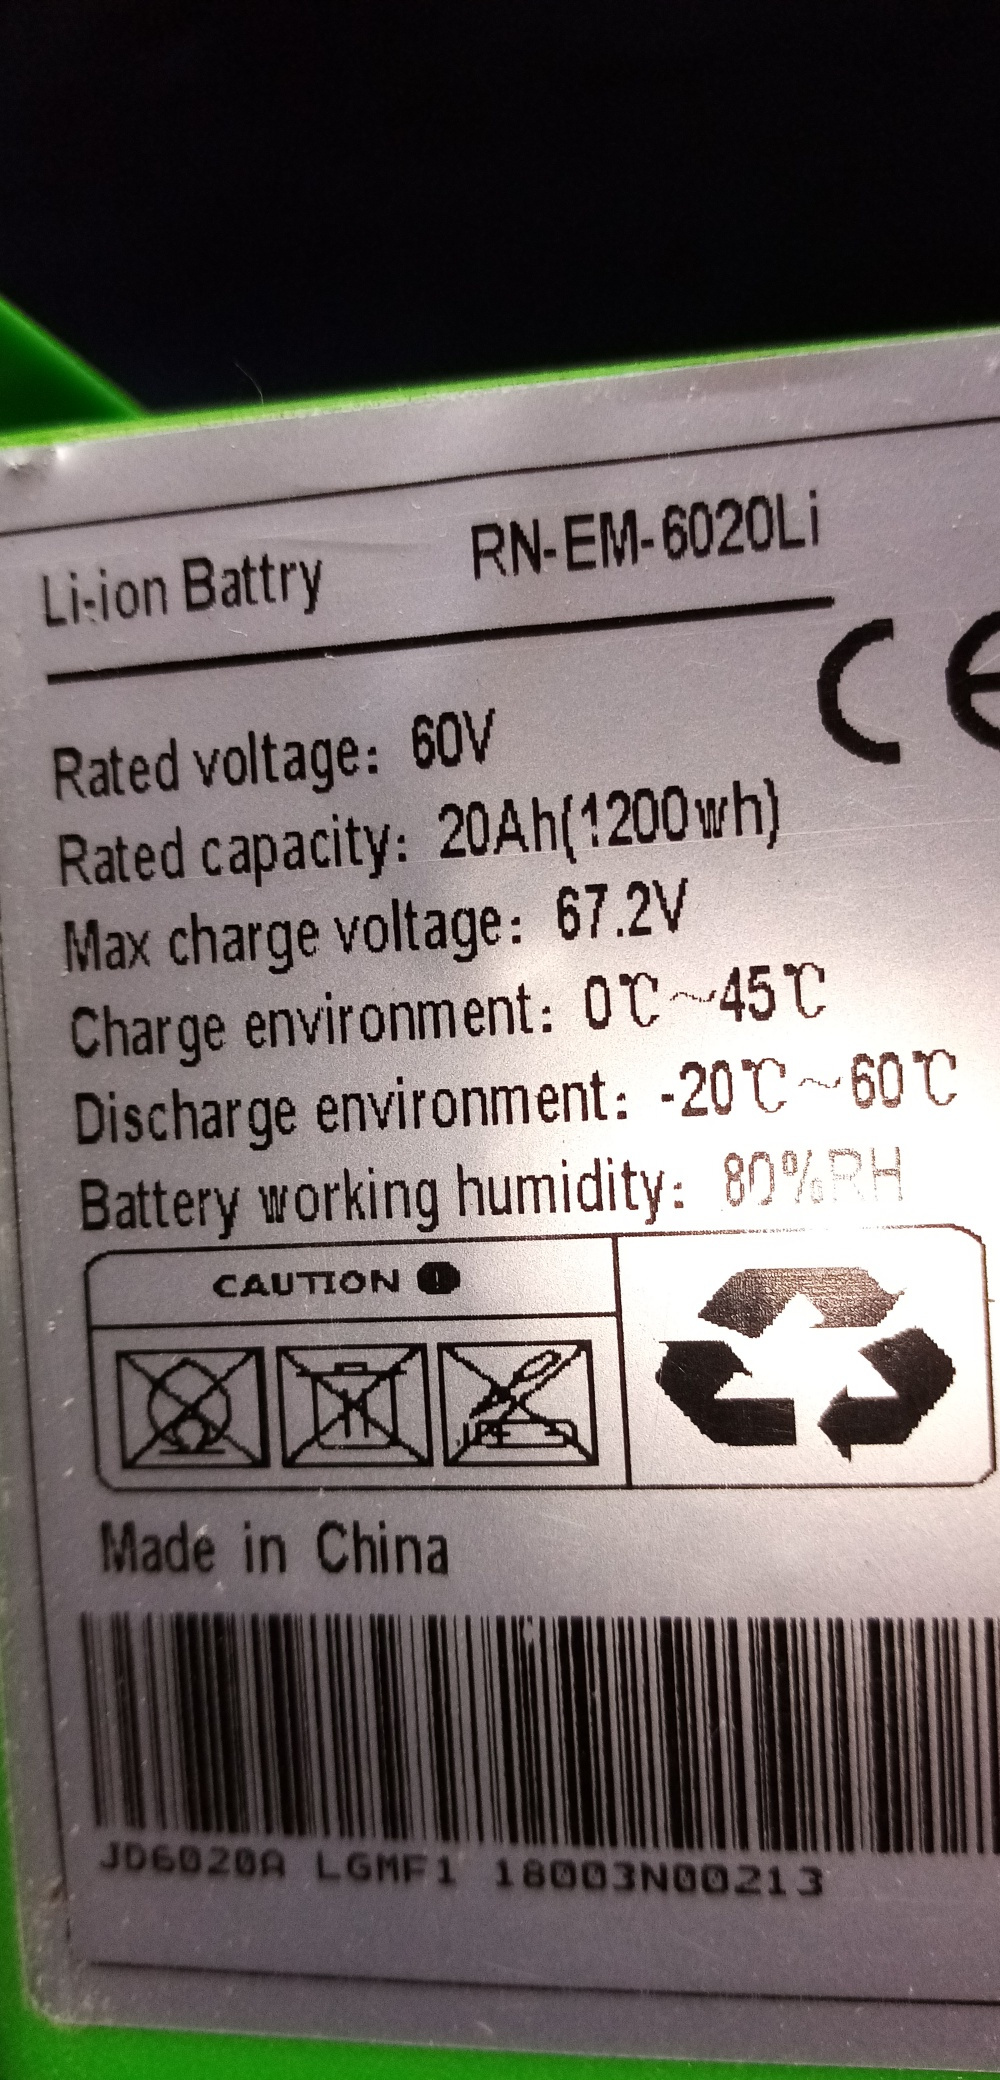 Li-ion Battry RN-EM-6020Li
CE
Rated voltage: 60V
Rated capacity: 20Ah(1200wh)
Max charge voltage: 67.2V
Charge environment: 0℃~45℃
Discharge environment: -20℃~60℃
Battery working humidity: 80%RH
CAUTION !
Made in China
JD6020A LGMF1 18003N00213